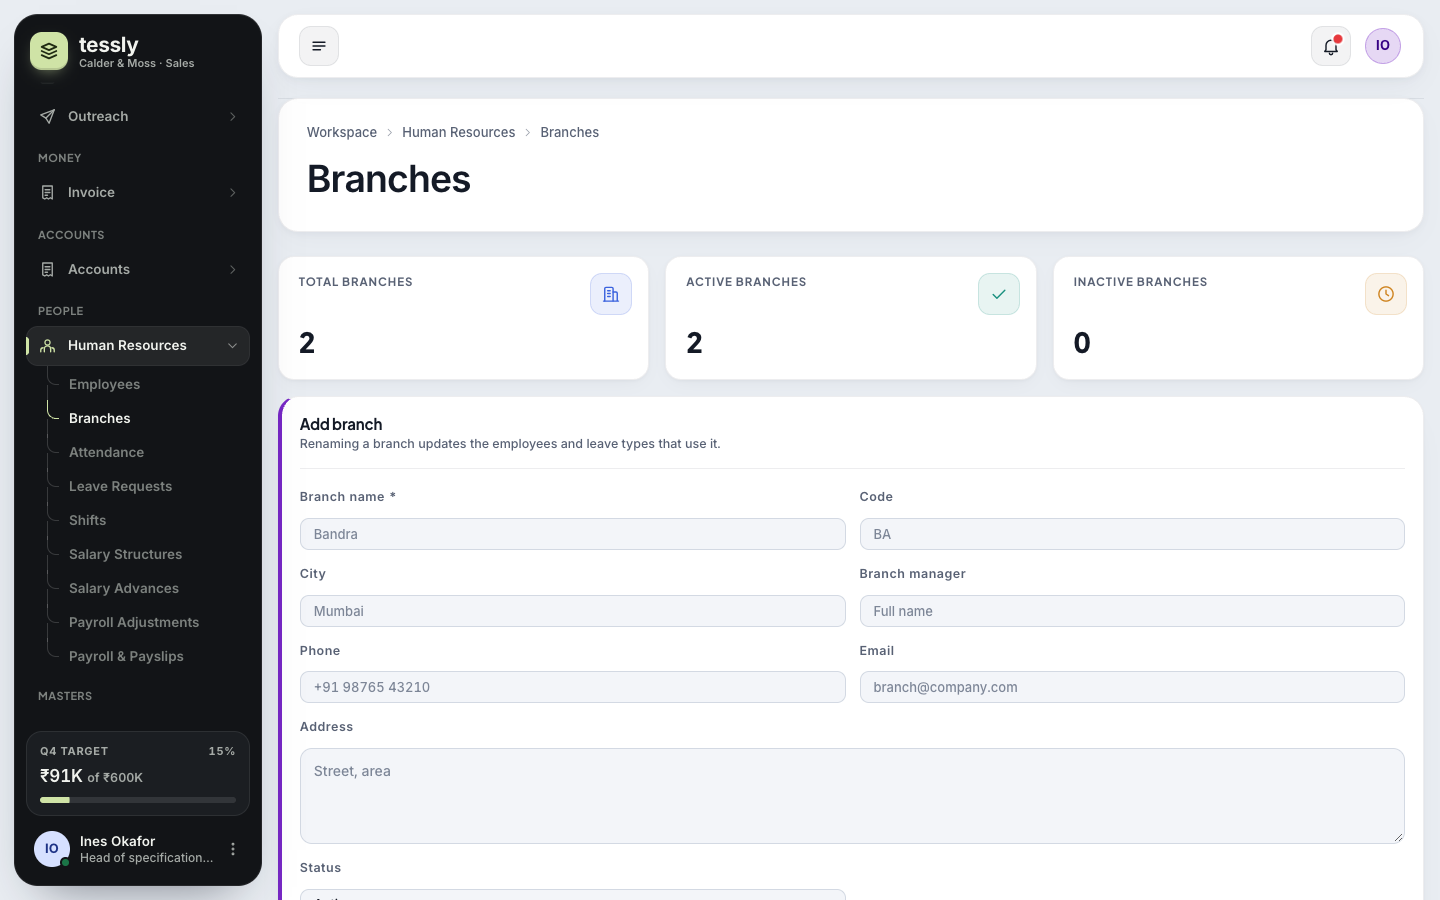 tessly
Calder & Moss · Sales
Outreach
MONEY
Invoice
ACCOUNTS
Accounts
PEOPLE
Human Resources
Employees
Branches
Attendance
Leave Requests
Shifts
Salary Structures
Salary Advances
Payroll Adjustments
Payroll & Payslips
MASTERS
Q4 TARGET 15%
₹91K of ₹600K
IO
Ines Okafor
Head of specification...
IO
Workspace > Human Resources > Branches
Branches
TOTAL BRANCHES
2
ACTIVE BRANCHES
2
INACTIVE BRANCHES
0
Add branch
Renaming a branch updates the employees and leave types that use it.
Branch name * Code
Bandra BA
City Branch manager
Mumbai Full name
Phone Email
+91 98765 43210 branch@company.com
Address
Street, area
Status